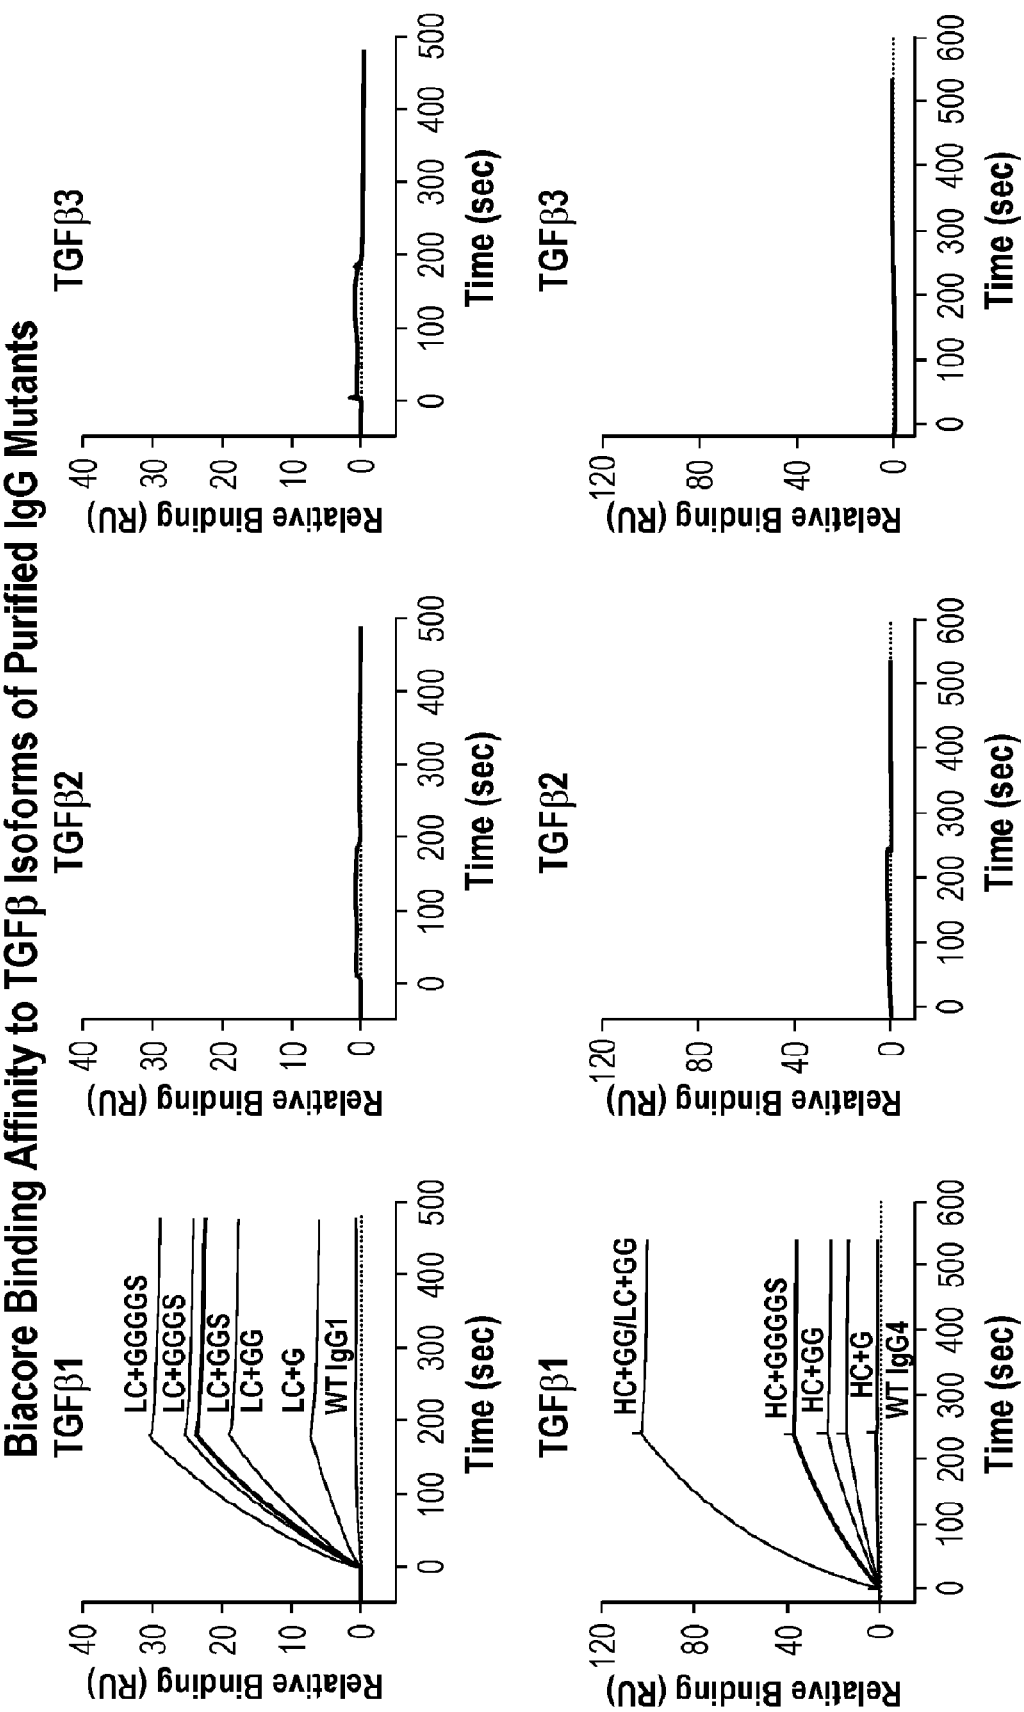 Biacore Binding Affinity to TGFβ Isoforms of Purified IgG Mutants
TGFβ1
Relative Binding (RU)
40
30
20
10
0
LC+GGGGS
LC+GGGS
LC+GGS
LC+GG
LC+G
WT IgG1
0 100 200 300 400 500
Time (sec)
TGFβ2
Relative Binding (RU)
40
30
20
10
0
0 100 200 300 400 500
Time (sec)
TGFβ3
Relative Binding (RU)
40
30
20
10
0
0 100 200 300 400 500
Time (sec)
TGFβ1
Relative Binding (RU)
120
80
40
0
HC+GG/LC+GG
HC+GGGGS
HC+GG
HC+G
WT IgG4
0 100 200 300 400 500 600
Time (sec)
TGFβ2
Relative Binding (RU)
120
80
40
0
0 100 200 300 400 500 600
Time (sec)
TGFβ3
Relative Binding (RU)
120
80
40
0
0 100 200 300 400 500 600
Time (sec)